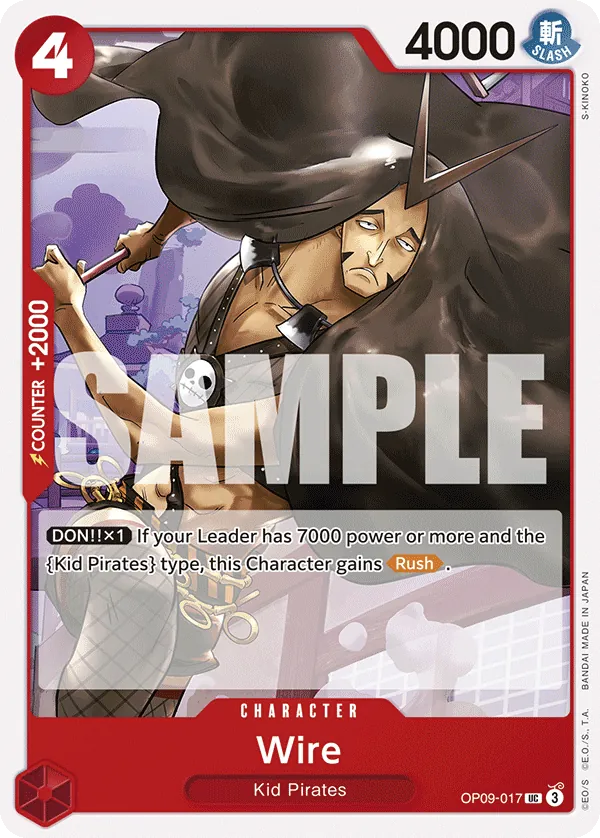 4
4000
斬
SLASH
S-KINOKO
COUNTER +2000
SAMPLE
DON!!×1 If your Leader has 7000 power or more and the
{Kid Pirates} type, this Character gains Rush.
BANDAI MADE IN JAPAN
©E.O./S., T.A.
©EO/S
CHARACTER
Wire
Kid Pirates
OP09-017 UC 3